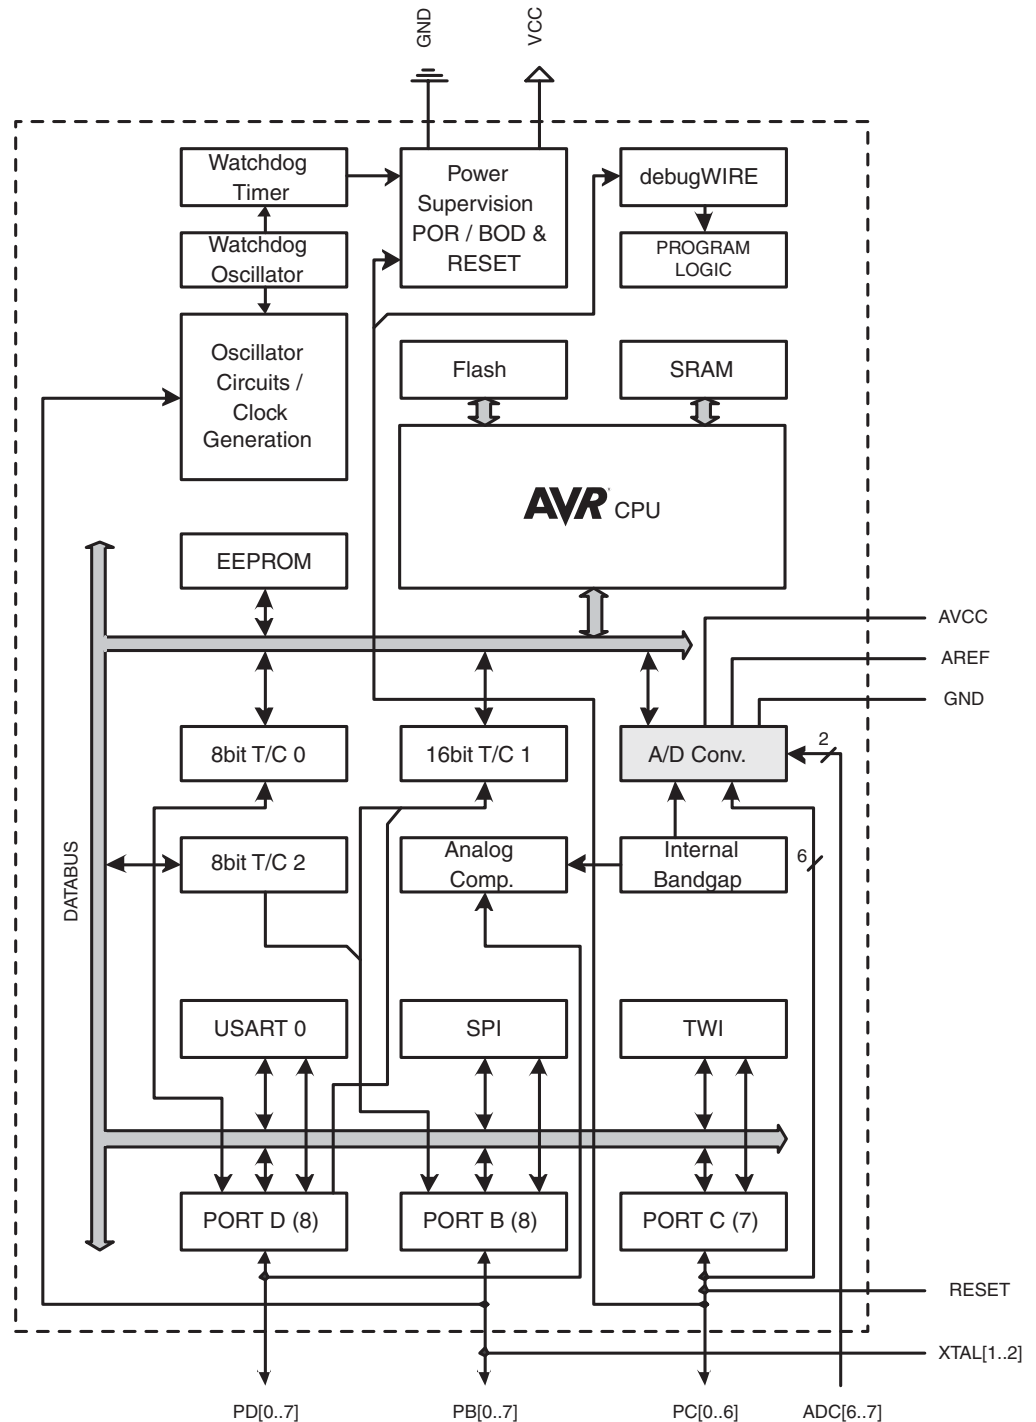 GND
VCC
Watchdog
Timer
Power
Supervision
POR / BOD &
RESET
debugWIRE
Watchdog
Oscillator
PROGRAM
LOGIC
Oscillator
Circuits /
Clock
Generation
Flash
SRAM
AVR CPU
EEPROM
AVCC
AREF
GND
8bit T/C 0
16bit T/C 1
A/D Conv.
2
DATABUS
8bit T/C 2
Analog
Comp.
Internal
Bandgap
6
USART 0
SPI
TWI
PORT D (8)
PORT B (8)
PORT C (7)
RESET
XTAL[1..2]
PD[0..7]
PB[0..7]
PC[0..6]
ADC[6..7]